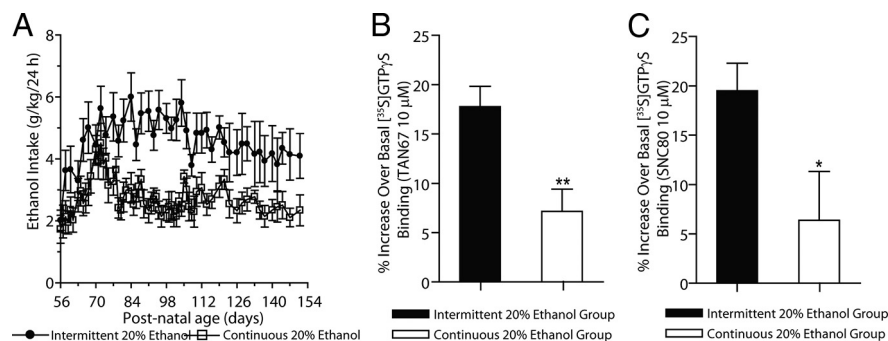 A
Ethanol Intake (g/kg/24 h)
8
6
4
2
0
56 70 84 98 112 126 140 154
Post-natal age (days)
Intermittent 20% Ethanol
Continuous 20% Ethanol
B
% Increase Over Basal [³⁵S]GTPγS
Binding (TAN67 10 μM)
25
20
15
10
5
0
**
Intermittent 20% Ethanol Group
Continuous 20% Ethanol Group
C
% Increase Over Basal [³⁵S]GTPγS
Binding (SNC80 10 μM)
25
20
15
10
5
0
*
Intermittent 20% Ethanol Group
Continuous 20% Ethanol Group